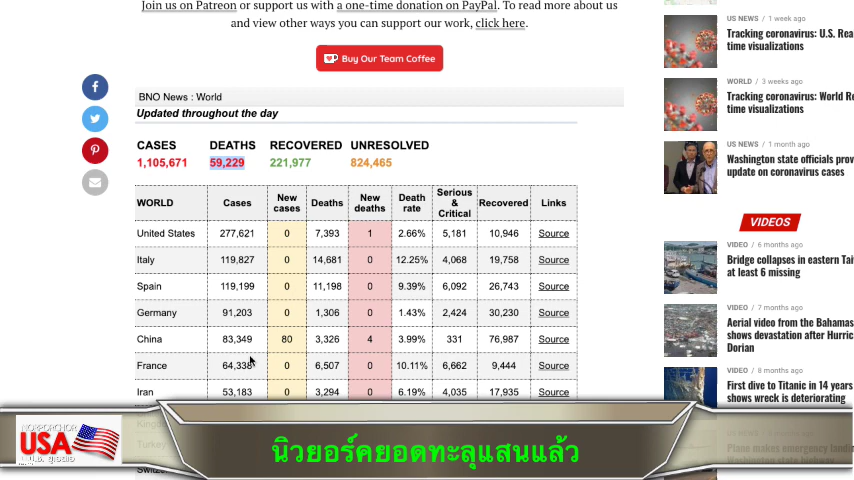 Join us on Patreon or support us with a one-time donation on PayPal. To read more about us
and view other ways you can support our work, click here.
Buy Our Team Coffee
BNO News : World
Updated throughout the day
CASES DEATHS RECOVERED UNRESOLVED
1,105,671 59,229 221,977 824,465
WORLD Cases New cases Deaths New deaths Death rate Serious & Critical Recovered Links
United States 277,621 0 7,393 1 2.66% 5,181 10,946 Source
Italy 119,827 0 14,681 0 12.25% 4,068 19,758 Source
Spain 119,199 0 11,198 0 9.39% 6,092 26,743 Source
Germany 91,203 0 1,306 0 1.43% 2,424 30,230 Source
China 83,349 80 3,326 4 3.99% 331 76,987 Source
France 64,338 0 6,507 0 10.11% 6,662 9,444 Source
Iran 53,183 0 3,294 0 6.19% 4,035 17,935 Source
US NEWS / 1 week ago
Tracking coronavirus: U.S. Rea
time visualizations
WORLD / 3 weeks ago
Tracking coronavirus: World Re
time visualizations
US NEWS / 1 month ago
Washington state officials prov
update on coronavirus cases
VIDEOS
VIDEO / 6 months ago
Bridge collapses in eastern Tai
at least 6 missing
VIDEO / 7 months ago
Aerial video from the Bahamas
shows devastation after Hurric
Dorian
VIDEO / 8 months ago
First dive to Titanic in 14 years
shows wreck is deteriorating
NORPORCHOR
USA
น.ป.ช. ยูเอสเอ
นิวยอร์คยอดทะลุแสนแล้ว